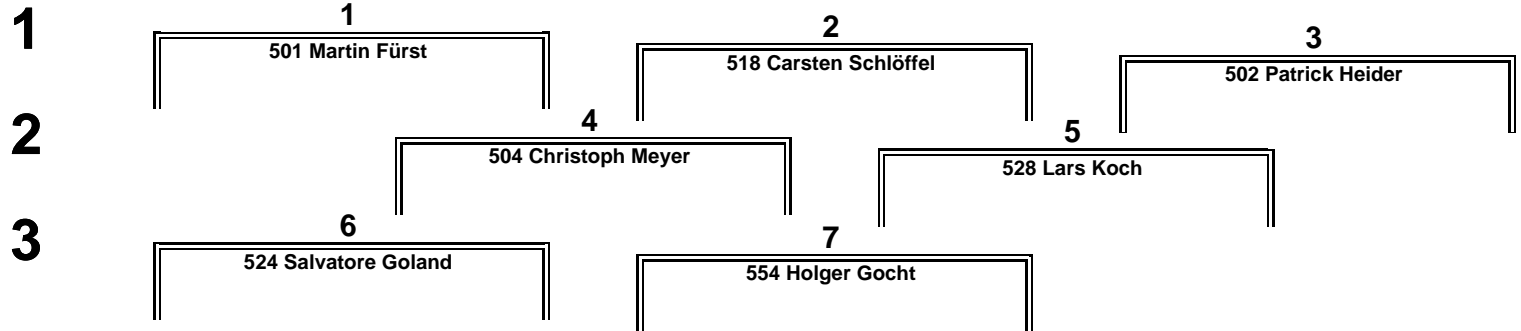 1
1
501 Martin Fürst
2
518 Carsten Schlöffel
3
502 Patrick Heider
2
4
504 Christoph Meyer
5
528 Lars Koch
3
6
524 Salvatore Goland
7
554 Holger Gocht